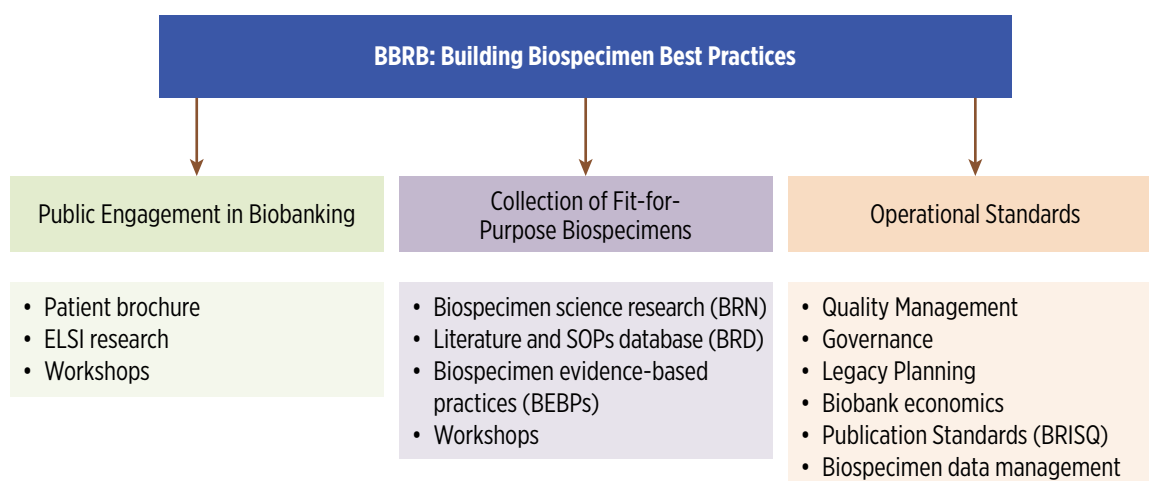 BBRB: Building Biospecimen Best Practices
Public Engagement in Biobanking
• Patient brochure
• ELSI research
• Workshops
Collection of Fit-for-
Purpose Biospecimens
• Biospecimen science research (BRN)
• Literature and SOPs database (BRD)
• Biospecimen evidence-based
practices (BEBPs)
• Workshops
Operational Standards
• Quality Management
• Governance
• Legacy Planning
• Biobank economics
• Publication Standards (BRISQ)
• Biospecimen data management